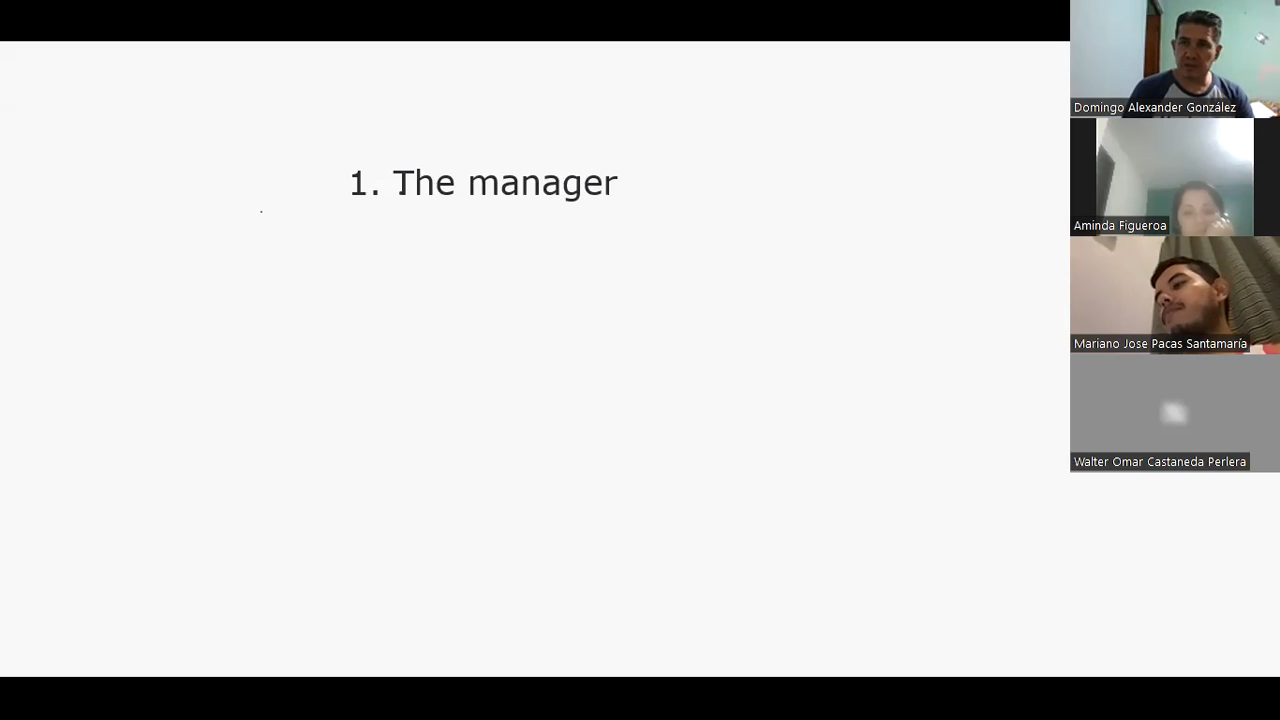 1. The manager
Domingo Alexander González
Aminda Figueroa
Mariano Jose Pacas Santamaría
Walter Omar Castaneda Perlera